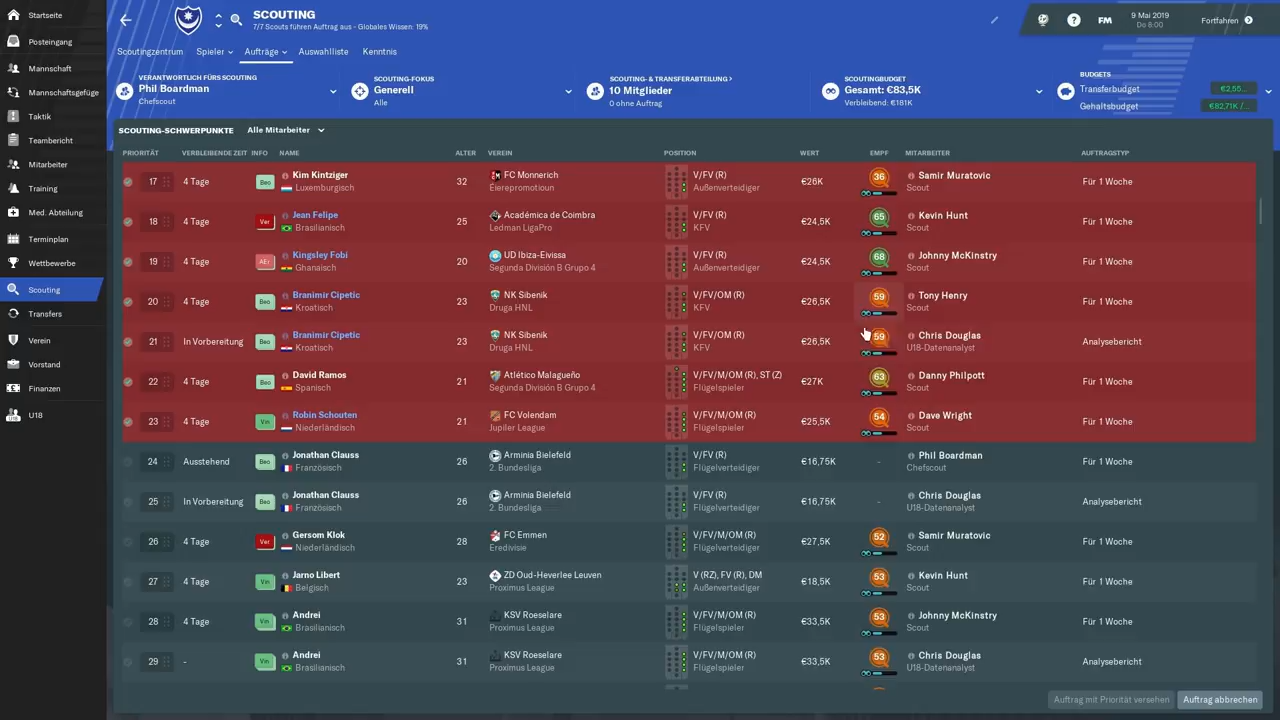 Startseite
Posteingang
Mannschaft
Mannschaftsgefüge
Taktik
Teambericht
Mitarbeiter
Training
Med. Abteilung
Terminplan
Wettbewerbe
Scouting
Transfers
Verein
Vorstand
Finanzen
U18
SCOUTING
7/7 Scouts führen Auftrag aus - Globales Wissen: 19%
FM
9 Mai 2019
Do 8:00
Fortfahren
Scoutingzentrum Spieler Aufträge Auswahlliste Kenntnis
VERANTWORTLICH FÜRS SCOUTING
Phil Boardman
Chefscout
SCOUTING-FOKUS
Generell
Alle
SCOUTING- & TRANSFERABTEILUNG >
10 Mitglieder
0 ohne Auftrag
SCOUTINGBUDGET
Gesamt: €83,5K
Verbleibend: €181K
BUDGETS
Transferbudget €2,55...
Gehaltsbudget €82,71K /...
SCOUTING-SCHWERPUNKTE Alle Mitarbeiter
PRIORITÄT VERBLEIBENDE ZEIT INFO NAME ALTER VEREIN POSITION WERT EMPF MITARBEITER AUFTRAGSTYP
17 4 Tage Beo Kim Kintziger 32 FC Monnerich V/FV (R) €26K 36 Samir Muratovic Für 1 Woche
Luxemburgisch Éierepromotioun Außenverteidiger Scout
18 4 Tage Ver Jean Felipe 25 Académica de Coimbra V/FV (R) €24,5K 65 Kevin Hunt Für 1 Woche
Brasilianisch Ledman LigaPro KFV Scout
19 4 Tage AEr Kingsley Fobi 20 UD Ibiza-Eivissa V/FV (R) €24,5K 68 Johnny McKinstry Für 1 Woche
Ghanaisch Segunda División B Grupo 4 Außenverteidiger Scout
20 4 Tage Beo Branimir Cipetic 23 NK Sibenik V/FV/OM (R) €26,5K 59 Tony Henry Für 1 Woche
Kroatisch Druga HNL KFV Scout
21 In Vorbereitung Beo Branimir Cipetic 23 NK Sibenik V/FV/OM (R) €26,5K 59 Chris Douglas Analysebericht
Kroatisch Druga HNL KFV U18-Datenanalyst
22 4 Tage Beo David Ramos 21 Atlético Malagueño V/FV/M/OM (R), ST (Z) €27K 63 Danny Philpott Für 1 Woche
Spanisch Segunda División B Grupo 4 Flügelspieler Scout
23 4 Tage Vin Robin Schouten 21 FC Volendam V/FV/M/OM (R) €25,5K 54 Dave Wright Für 1 Woche
Niederländisch Jupiler League Flügelspieler Scout
24 Ausstehend Beo Jonathan Clauss 26 Arminia Bielefeld V/FV (R) €16,75K - Phil Boardman Für 1 Woche
Französisch 2. Bundesliga Flügelverteidiger Chefscout
25 In Vorbereitung Beo Jonathan Clauss 26 Arminia Bielefeld V/FV (R) €16,75K - Chris Douglas Analysebericht
Französisch 2. Bundesliga Flügelverteidiger U18-Datenanalyst
26 4 Tage Ver Gersom Klok 28 FC Emmen V/FV/M/OM (R) €27,5K 52 Samir Muratovic Für 1 Woche
Niederländisch Eredivisie Flügelverteidiger Scout
27 4 Tage Vin Jarno Libert 23 ZD Oud-Heverlee Leuven V (RZ), FV (R), DM €18,5K 53 Kevin Hunt Für 1 Woche
Belgisch Proximus League Außenverteidiger Scout
28 4 Tage Vin Andrei 31 KSV Roeselare V/FV/M/OM (R) €33,5K 53 Johnny McKinstry Für 1 Woche
Brasilianisch Proximus League Flügelspieler Scout
29 - Vin Andrei 31 KSV Roeselare V/FV/M/OM (R) €33,5K 53 Chris Douglas Analysebericht
Brasilianisch Proximus League Flügelspieler U18-Datenanalyst
Auftrag mit Priorität versehen Auftrag abbrechen